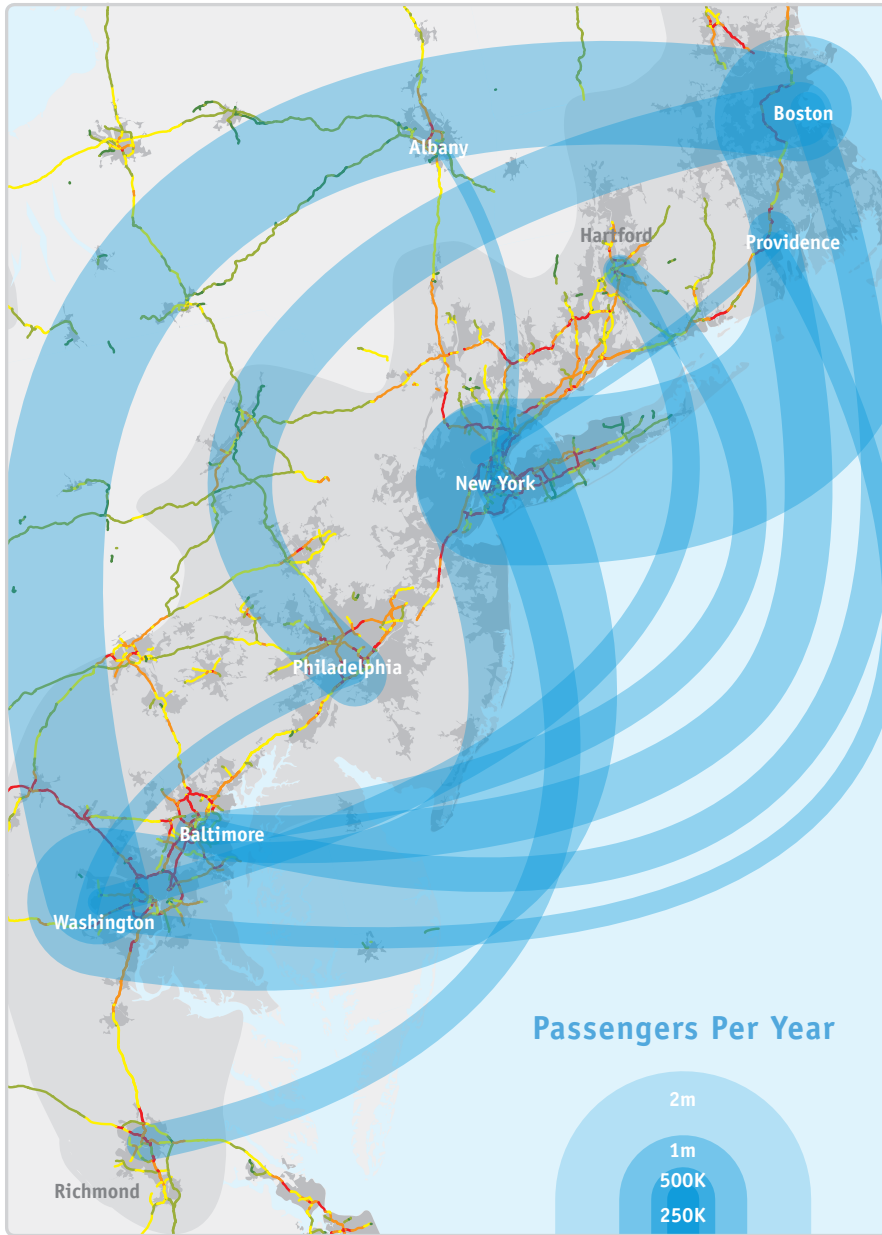 Boston
Albany
Hartford
Providence
New York
Philadelphia
Baltimore
Washington
Passengers Per Year
2m
1m
500K
250K
Richmond